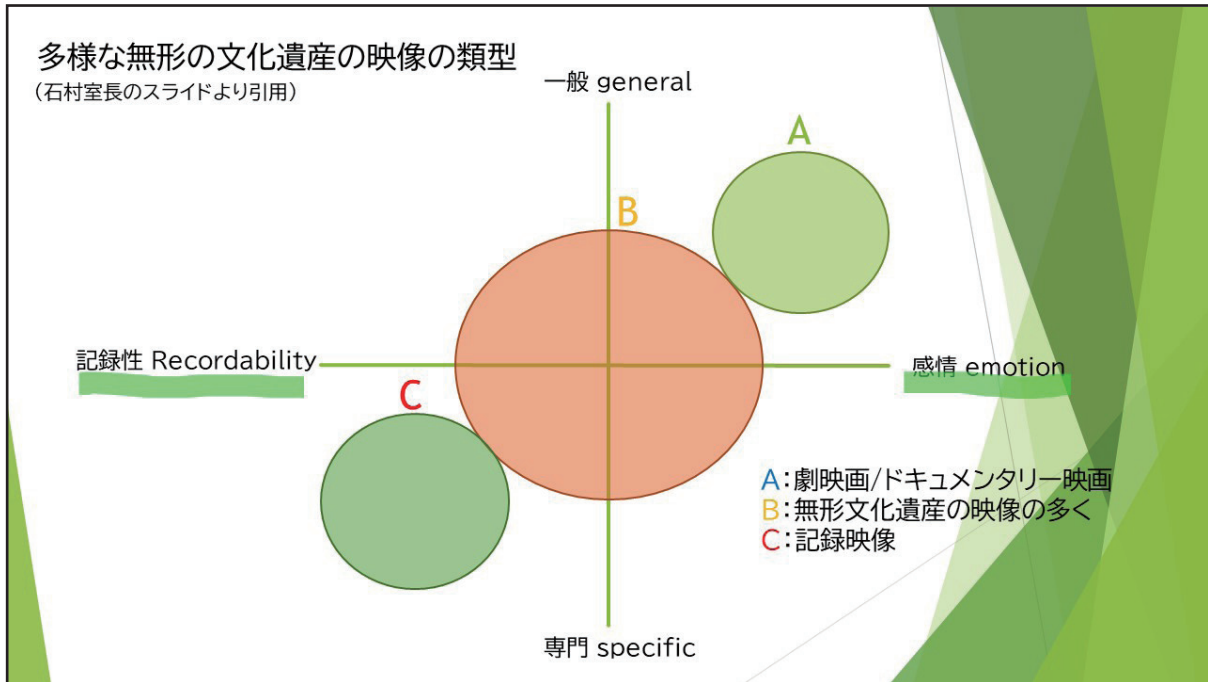 多様な無形の文化遺産の映像の類型
（石村室長のスライドより引用）
一般 general
A
B
記録性 Recordability
感情 emotion
C
A：劇映画/ドキュメンタリー映画
B：無形文化遺産の映像の多く
C：記録映像
専門 specific